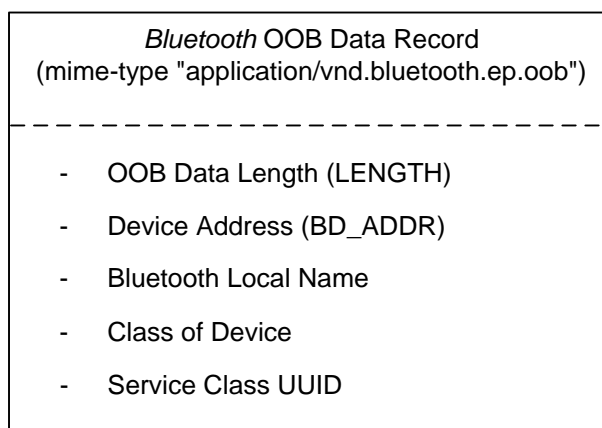 Bluetooth OOB Data Record
(mime-type "application/vnd.bluetooth.ep.oob")
- OOB Data Length (LENGTH)
- Device Address (BD_ADDR)
- Bluetooth Local Name
- Class of Device
- Service Class UUID